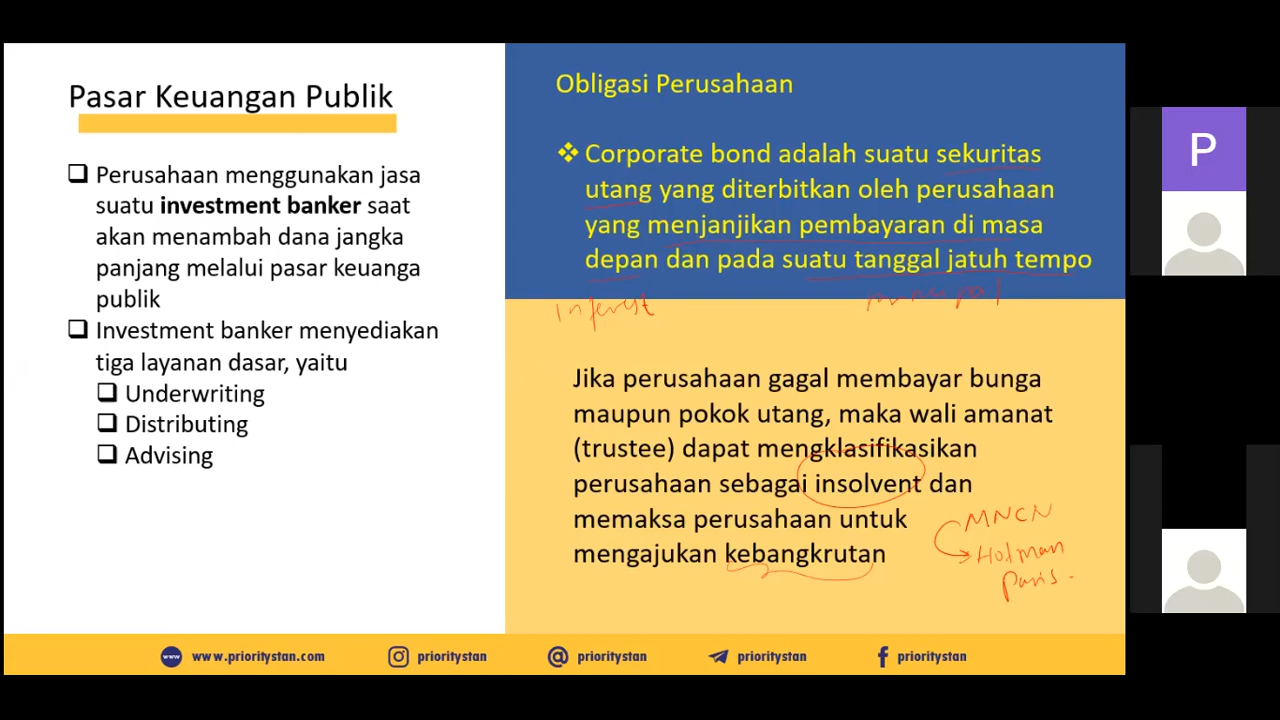 Pasar Keuangan Publik
Perusahaan menggunakan jasa
suatu investment banker saat
akan menambah dana jangka
panjang melalui pasar keuanga
publik
Investment banker menyediakan
tiga layanan dasar, yaitu
Underwriting
Distributing
Advising
Obligasi Perusahaan
Corporate bond adalah suatu sekuritas
utang yang diterbitkan oleh perusahaan
yang menjanjikan pembayaran di masa
depan dan pada suatu tanggal jatuh tempo
Interest
principal
Jika perusahaan gagal membayar bunga
maupun pokok utang, maka wali amanat
(trustee) dapat mengklasifikasikan
perusahaan sebagai insolvent dan
memaksa perusahaan untuk
mengajukan kebangkrutan
MNCN
Hotman
Paris.
www.prioritystan.com
prioritystan
prioritystan
prioritystan
prioritystan
P